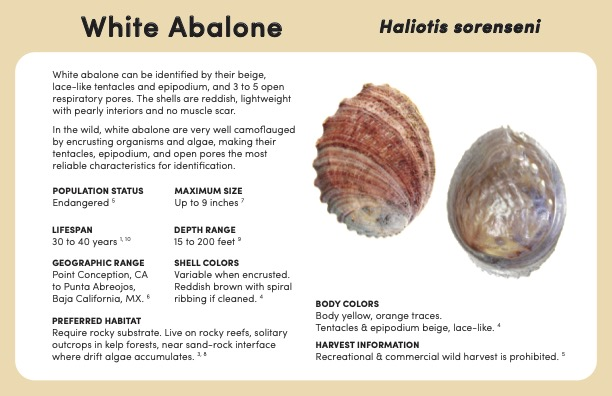 White Abalone
Haliotis sorenseni
White abalone can be identified by their beige,
lace-like tentacles and epipodium, and 3 to 5 open
respiratory pores. The shells are reddish, lightweight
with pearly interiors and no muscle scar.
In the wild, white abalone are very well camoflauged
by encrusting organisms and algae, making their
tentacles, epipodium, and open pores the most
reliable characteristics for identification.
POPULATION STATUS
Endangered 5
MAXIMUM SIZE
Up to 9 inches 7
LIFESPAN
30 to 40 years 1, 10
DEPTH RANGE
15 to 200 feet 9
GEOGRAPHIC RANGE
Point Conception, CA
to Punta Abreojos,
Baja California, MX. 6
SHELL COLORS
Variable when encrusted.
Reddish brown with spiral
ribbing if cleaned. 4
PREFERRED HABITAT
Require rocky substrate. Live on rocky reefs, solitary
outcrops in kelp forests, near sand-rock interface
where drift algae accumulates. 3, 8
BODY COLORS
Body yellow, orange traces.
Tentacles & epipodium beige, lace-like. 4
HARVEST INFORMATION
Recreational & commercial wild harvest is prohibited. 5